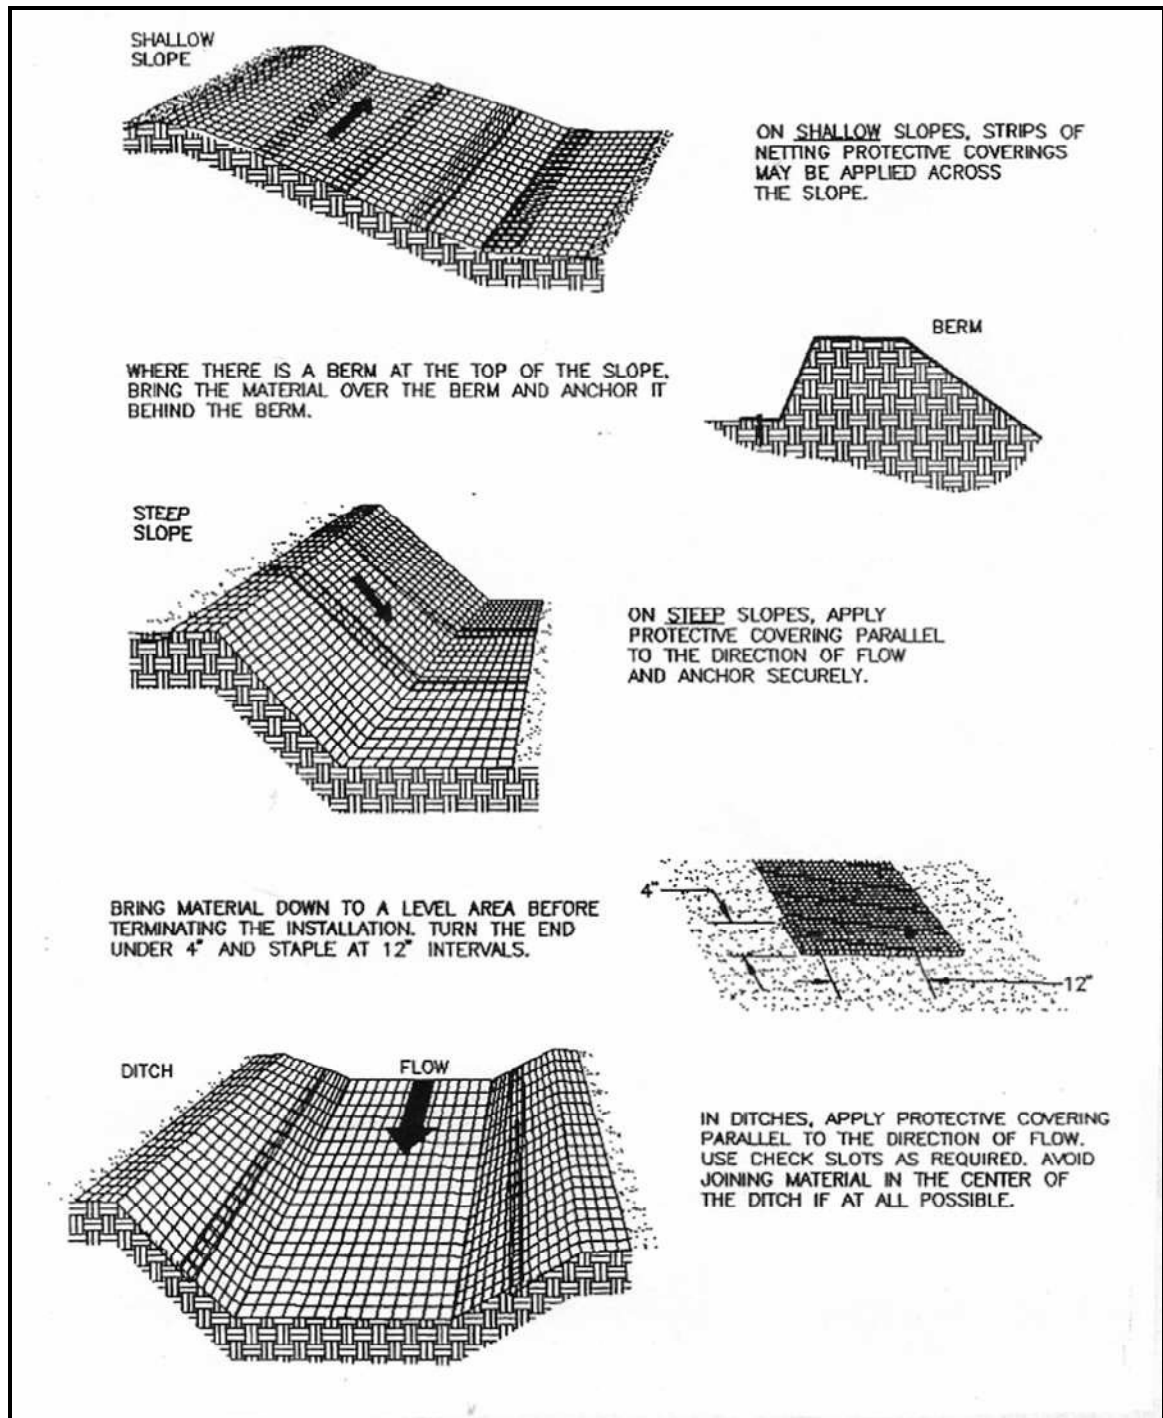 SHALLOW
SLOPE
ON SHALLOW SLOPES, STRIPS OF
NETTING PROTECTIVE COVERINGS
MAY BE APPLIED ACROSS
THE SLOPE.
BERM
WHERE THERE IS A BERM AT THE TOP OF THE SLOPE,
BRING THE MATERIAL OVER THE BERM AND ANCHOR IT
BEHIND THE BERM.
STEEP
SLOPE
ON STEEP SLOPES, APPLY
PROTECTIVE COVERING PARALLEL
TO THE DIRECTION OF FLOW
AND ANCHOR SECURELY.
4"
BRING MATERIAL DOWN TO A LEVEL AREA BEFORE
TERMINATING THE INSTALLATION. TURN THE END
UNDER 4" AND STAPLE AT 12" INTERVALS.
12"
DITCH
FLOW
IN DITCHES, APPLY PROTECTIVE COVERING
PARALLEL TO THE DIRECTION OF FLOW.
USE CHECK SLOTS AS REQUIRED. AVOID
JOINING MATERIAL IN THE CENTER OF
THE DITCH IF AT ALL POSSIBLE.